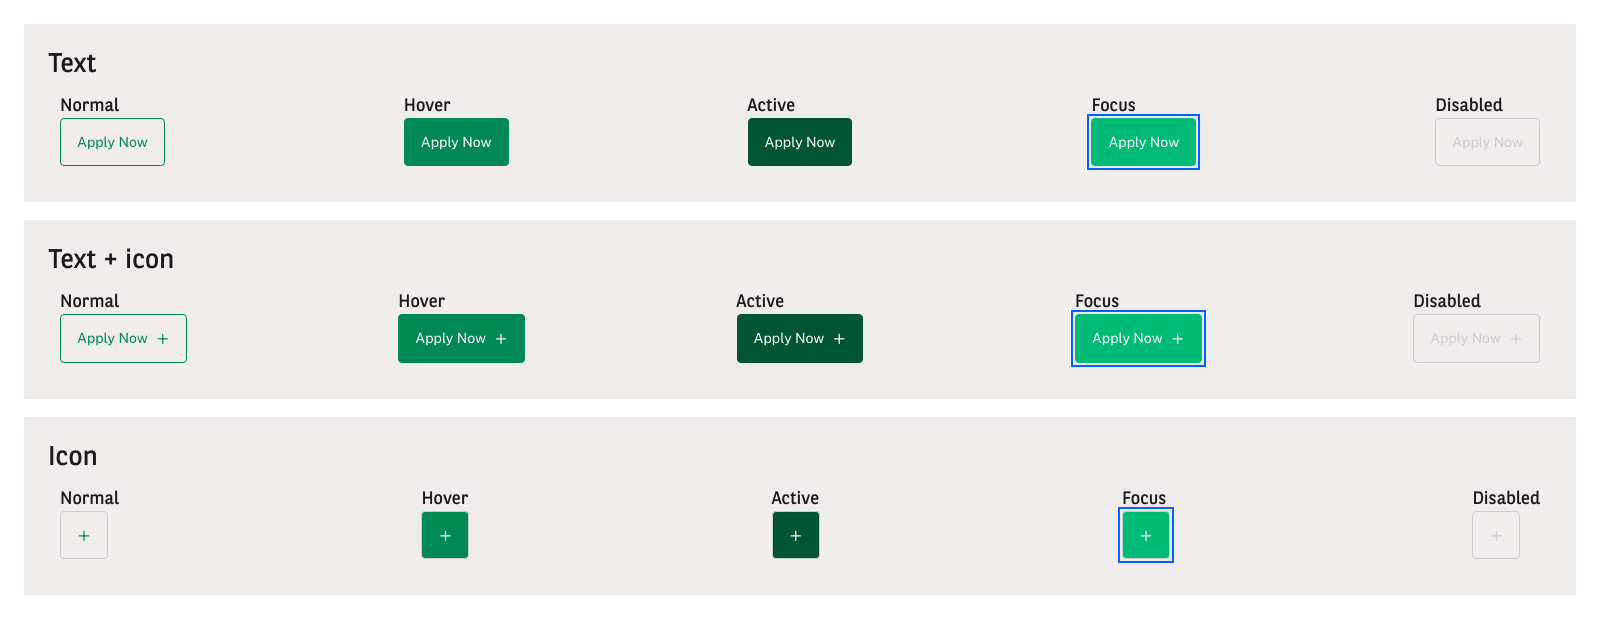 Text
Normal Hover Active Focus Disabled
Apply Now Apply Now Apply Now Apply Now Apply Now
Text + icon
Normal Hover Active Focus Disabled
Apply Now + Apply Now + Apply Now + Apply Now + Apply Now +
Icon
Normal Hover Active Focus Disabled
+ + + + +